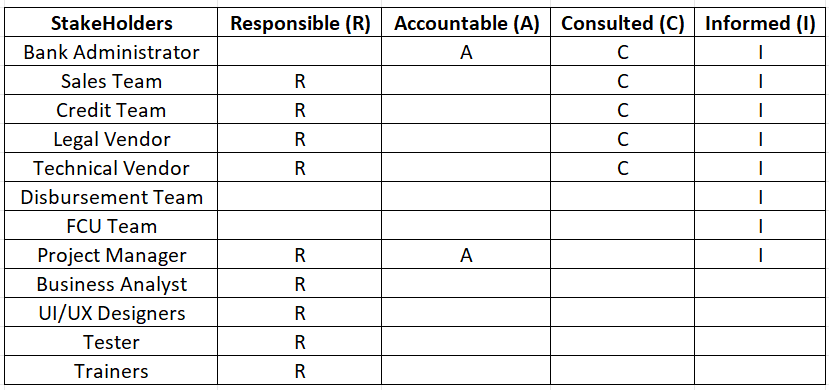 StakeHolders Responsible (R) Accountable (A) Consulted (C) Informed (I)
Bank Administrator A C I
Sales Team R C I
Credit Team R C I
Legal Vendor R C I
Technical Vendor R C I
Disbursement Team I
FCU Team I
Project Manager R A I
Business Analyst R
UI/UX Designers R
Tester R
Trainers R